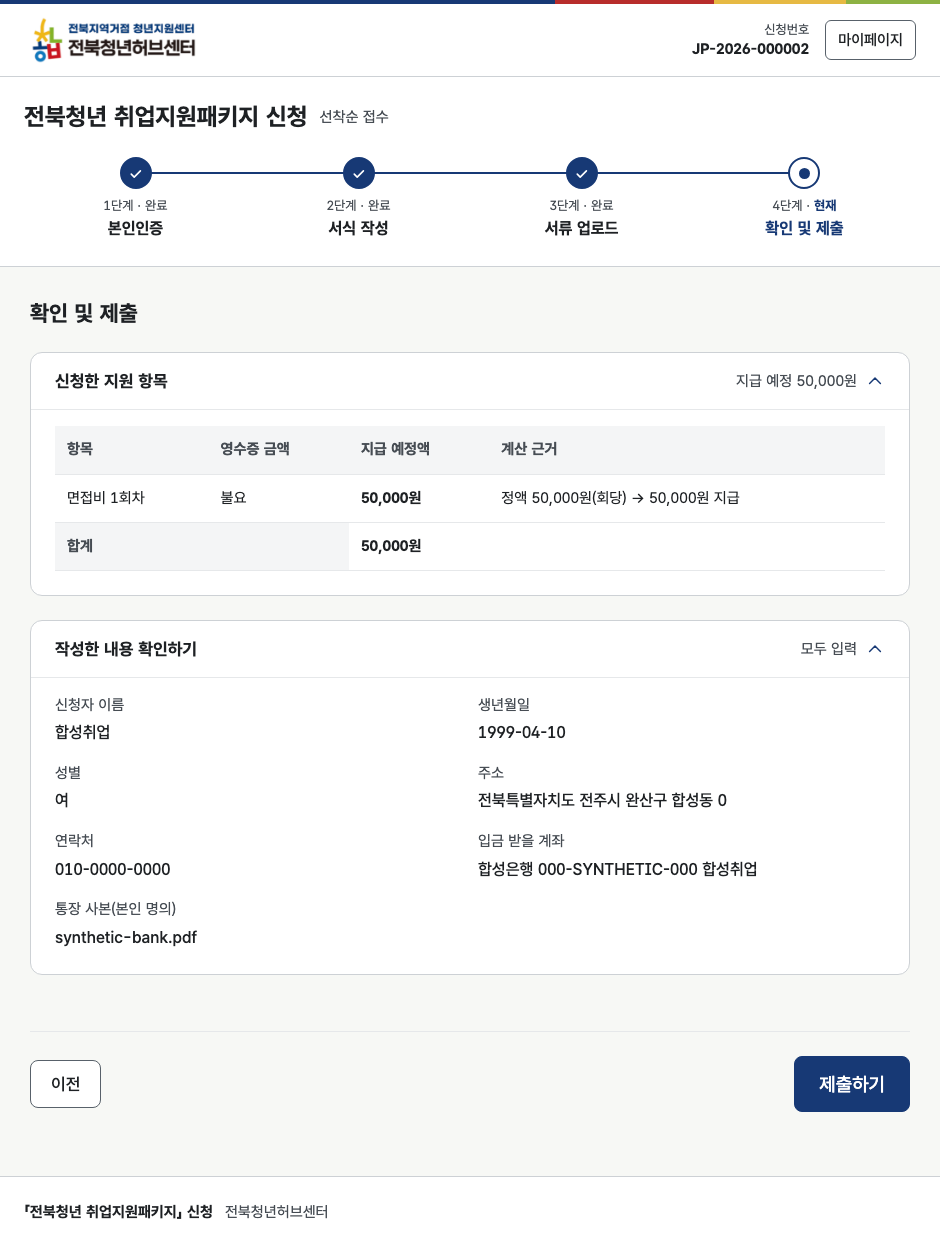 전북지역거점 청년지원센터
전북청년허브센터
신청번호
JP-2026-000002
마이페이지
전북청년 취업지원패키지 신청 선착순 접수
1단계 · 완료
본인인증
2단계 · 완료
서식 작성
3단계 · 완료
서류 업로드
4단계 · 현재
확인 및 제출
확인 및 제출
신청한 지원 항목 지급 예정 50,000원
항목 영수증 금액 지급 예정액 계산 근거
면접비 1회차 불요 50,000원 정액 50,000원(회당) → 50,000원 지급
합계 50,000원
작성한 내용 확인하기 모두 입력
신청자 이름
합성취업
생년월일
1999-04-10
성별
여
주소
전북특별자치도 전주시 완산구 합성동 0
연락처
010-0000-0000
입금 받을 계좌
합성은행 000-SYNTHETIC-000 합성취업
통장 사본(본인 명의)
synthetic-bank.pdf
이전
제출하기
「전북청년 취업지원패키지」 신청 전북청년허브센터